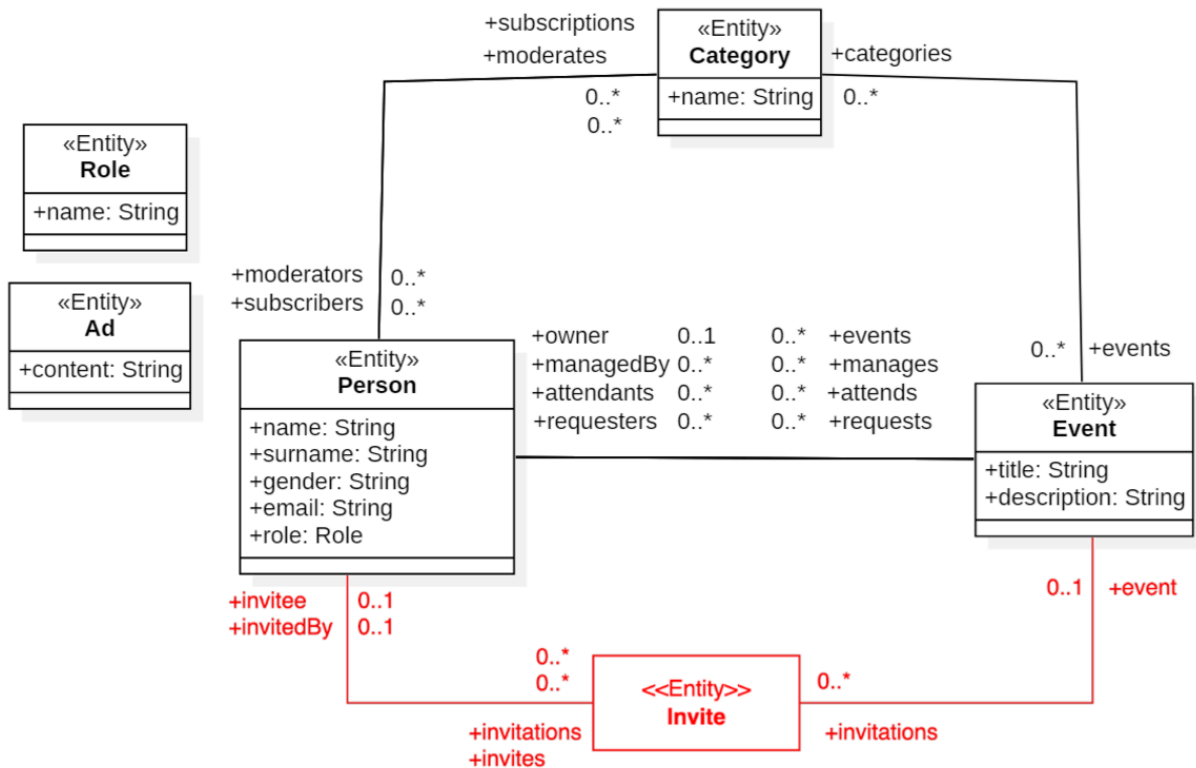 +subscriptions
+moderates
0..*
0..*
«Entity»
Category
+name: String
+categories
0..*
«Entity»
Role
+name: String
«Entity»
Ad
+content: String
+moderators 0..*
+subscribers 0..*
«Entity»
Person
+name: String
+surname: String
+gender: String
+email: String
+role: Role
+owner 0..1 0..* +events
+managedBy 0..* 0..* +manages
+attendants 0..* 0..* +attends
+requesters 0..* 0..* +requests
0..* +events
«Entity»
Event
+title: String
+description: String
+invitee 0..1
+invitedBy 0..1
0..1 +event
0..*
0..*
+invitations
+invites
<<Entity>>
Invite
0..*
+invitations